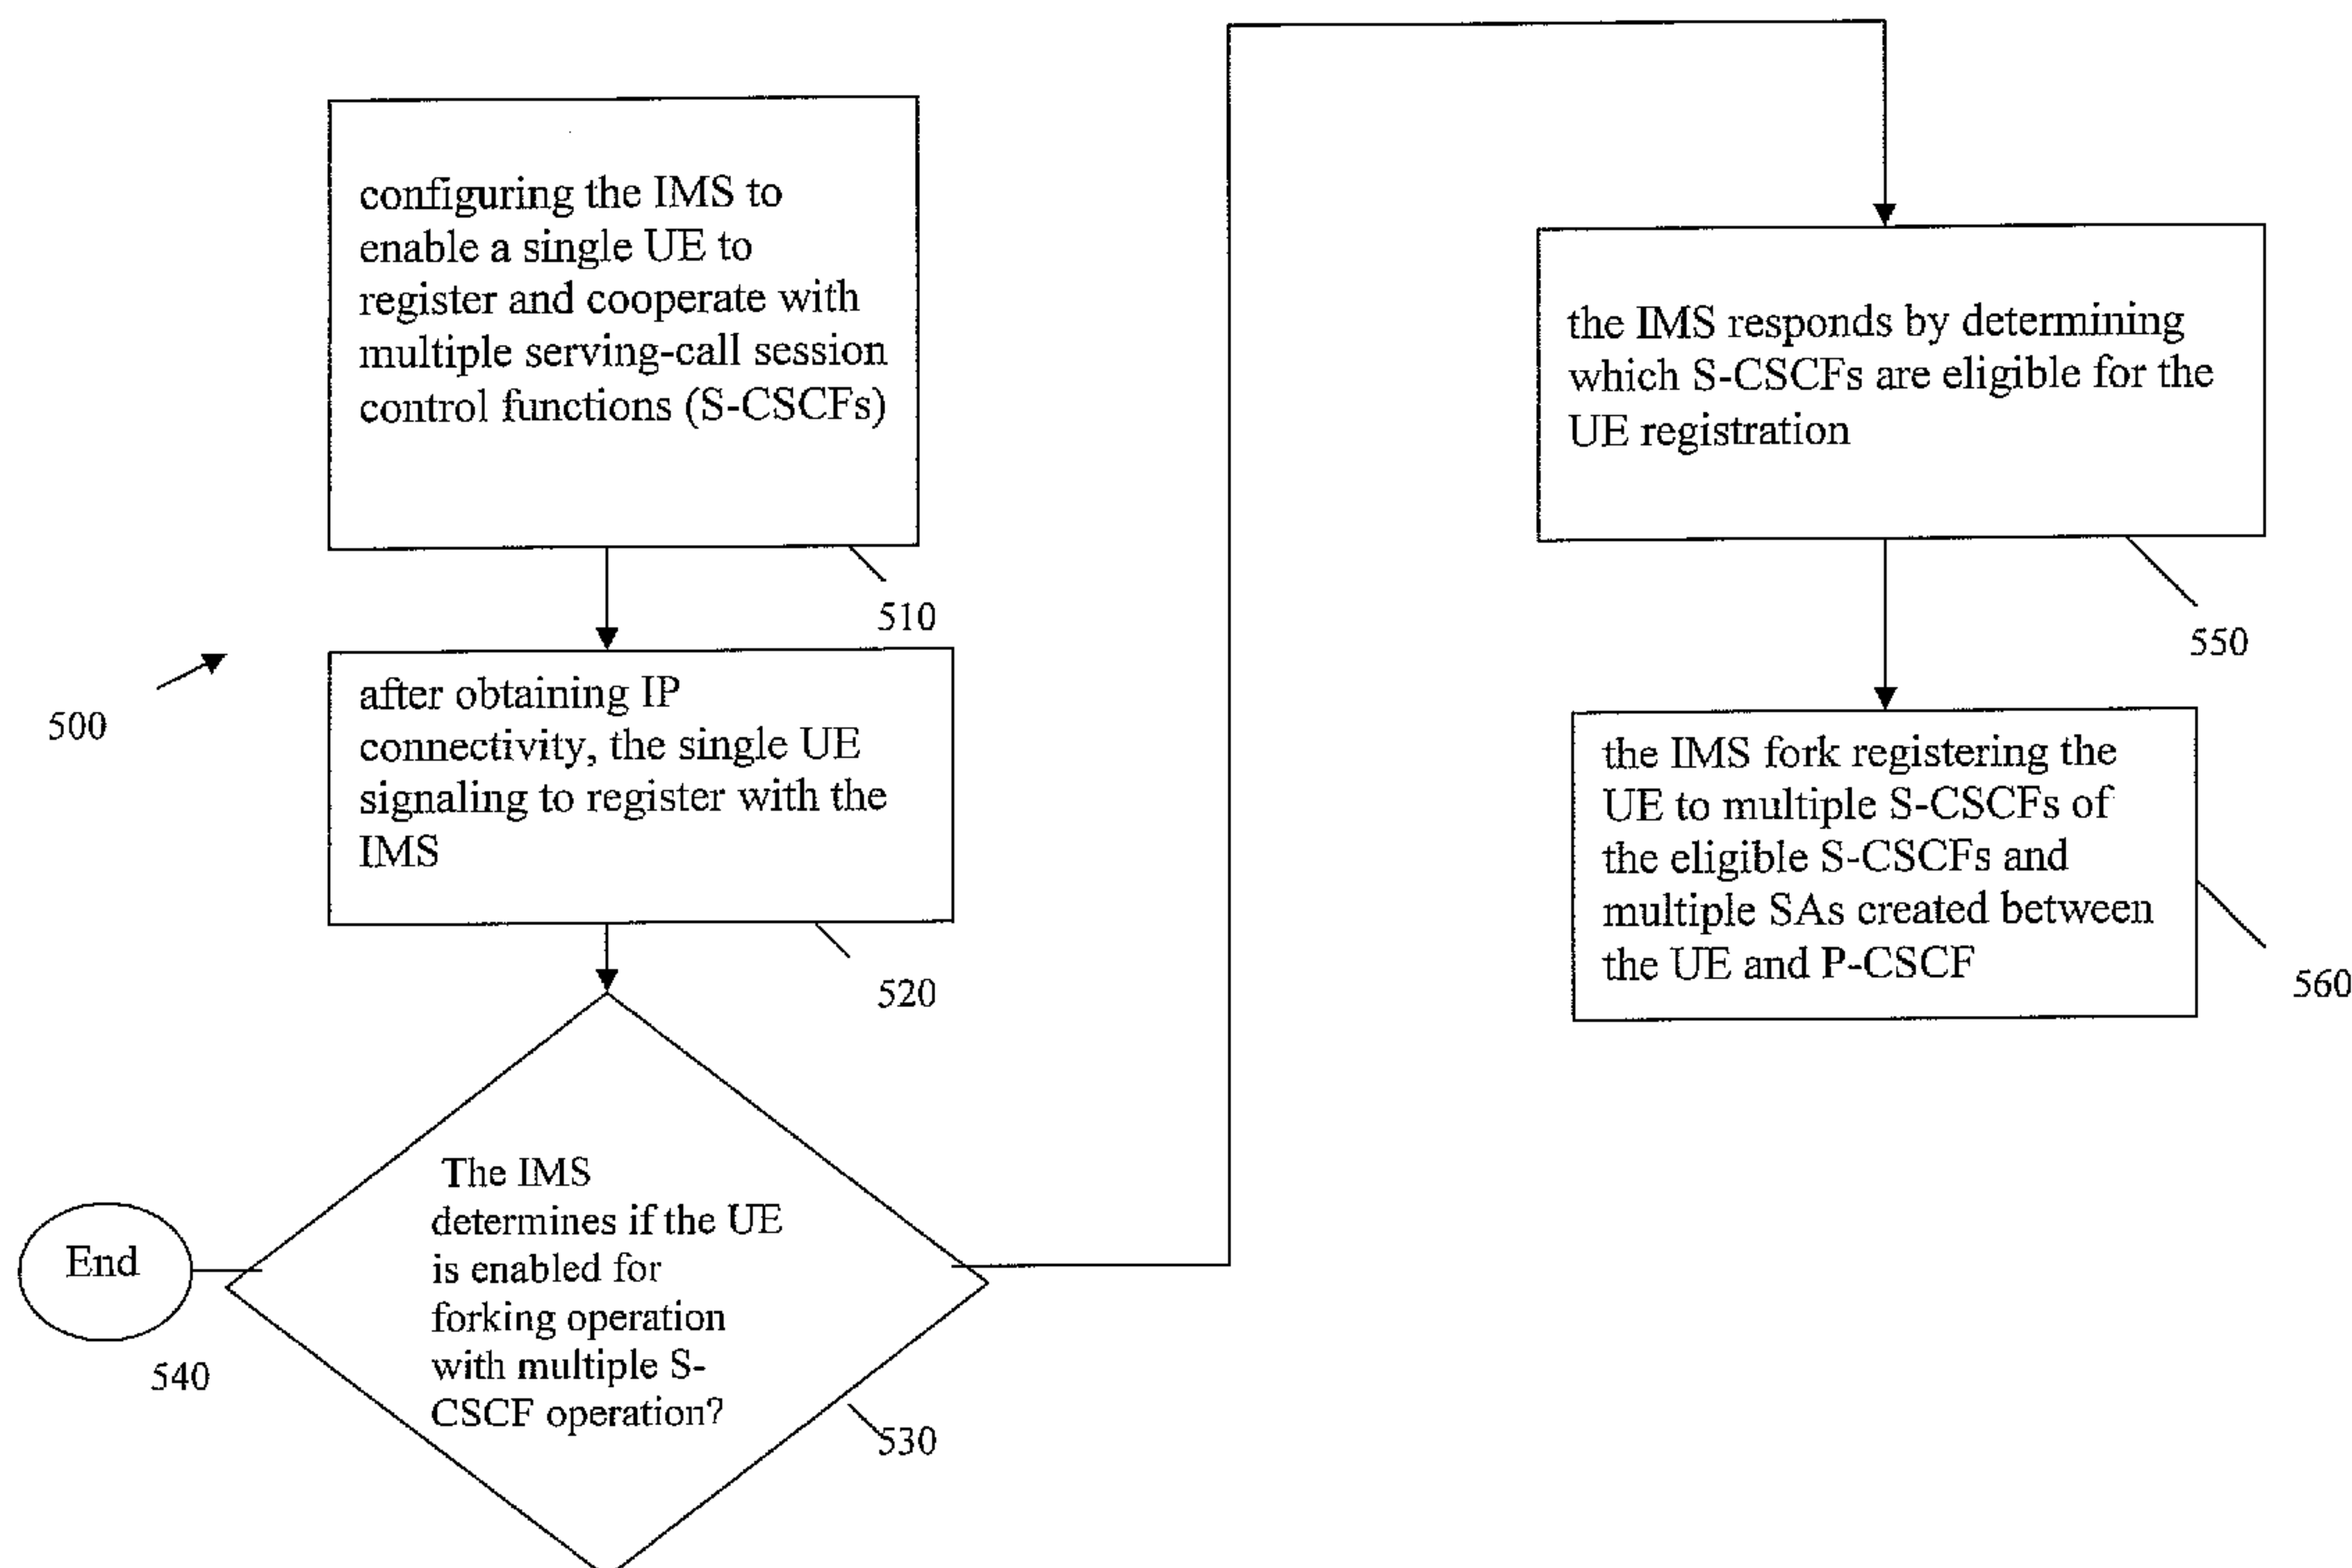 configuring the IMS to
enable a single UE to
register and cooperate with
multiple serving-call session
control functions (S-CSCFs)
510
500
after obtaining IP
connectivity, the single UE
signaling to register with the
IMS
520
The IMS
determines if the UE
is enabled for
forking operation
with multiple S-
CSCF operation?
530
End
540
the IMS responds by determining
which S-CSCFs are eligible for the
UE registration
550
the IMS fork registering the
UE to multiple S-CSCFs of
the eligible S-CSCFs and
multiple SAs created between
the UE and P-CSCF
560